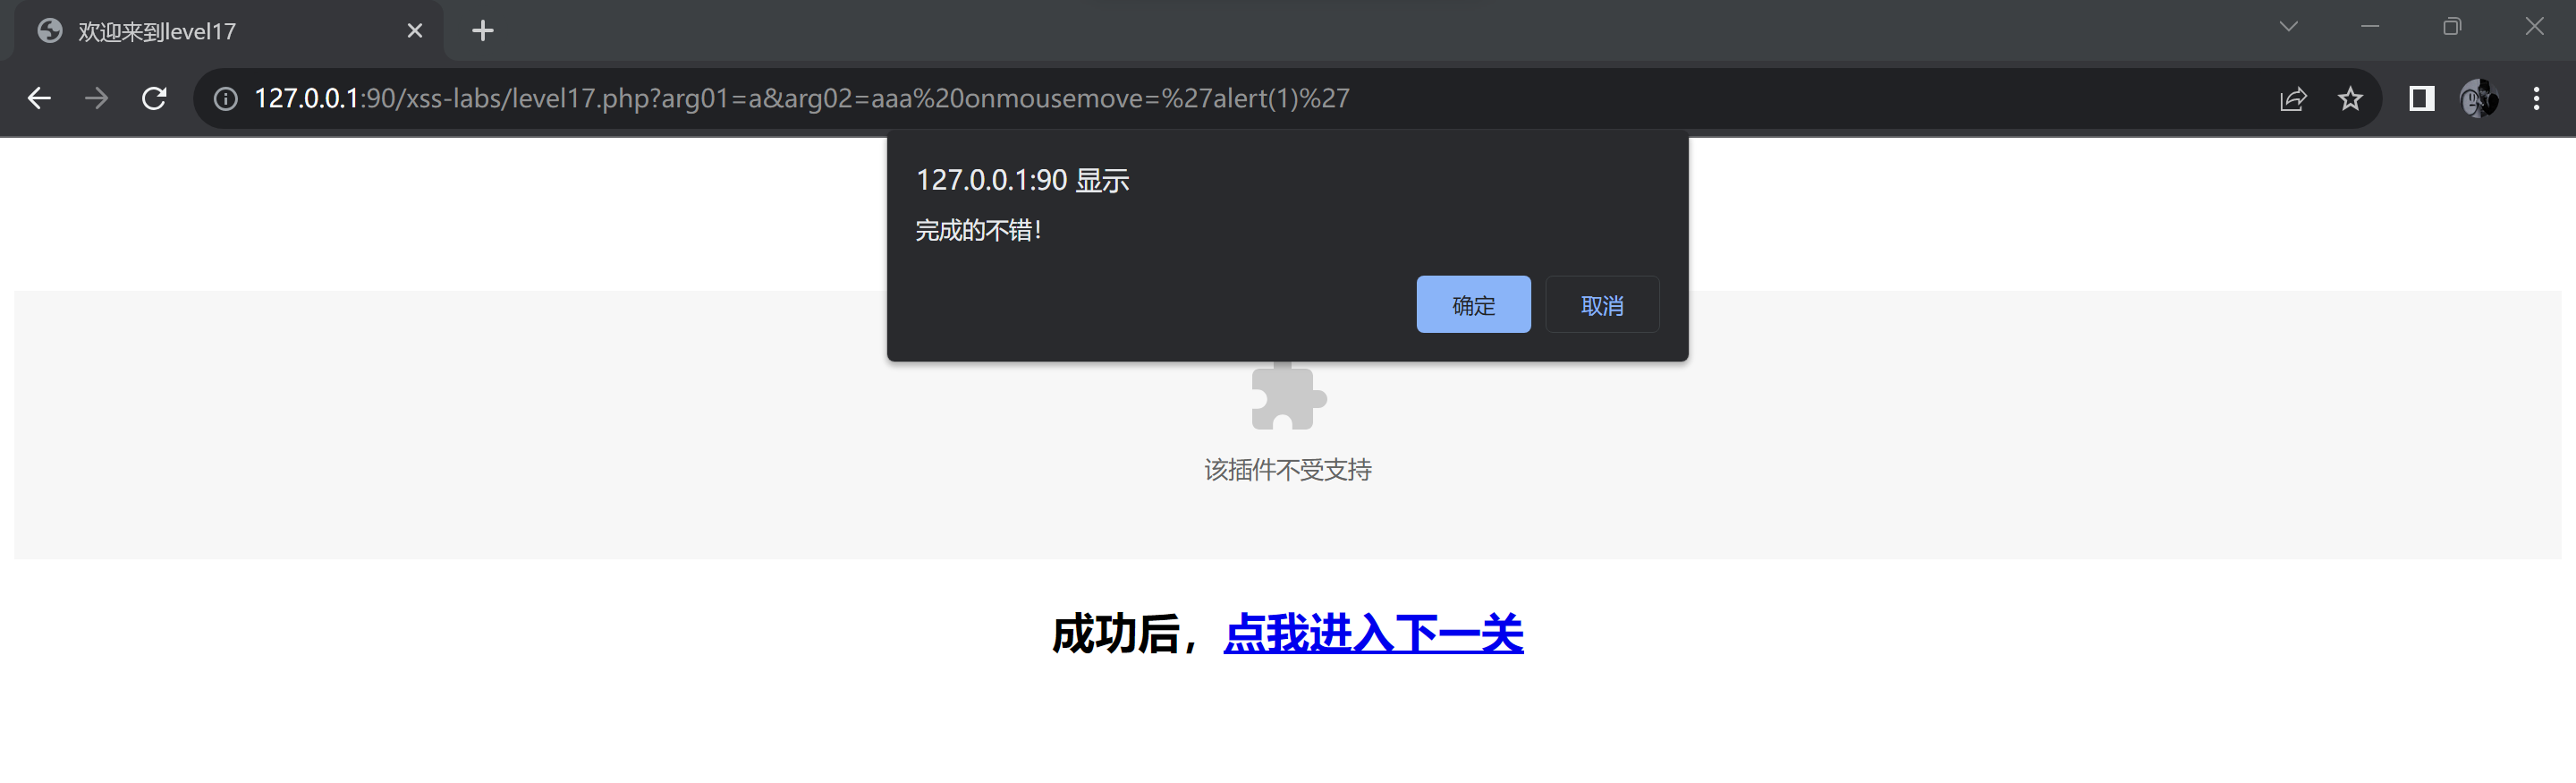 欢迎来到level17
127.0.0.1:90/xss-labs/level17.php?arg01=a&arg02=aaa%20onmousemove=%27alert(1)%27
127.0.0.1:90 显示
完成的不错!
确定 取消
该插件不受支持
成功后，点我进入下一关